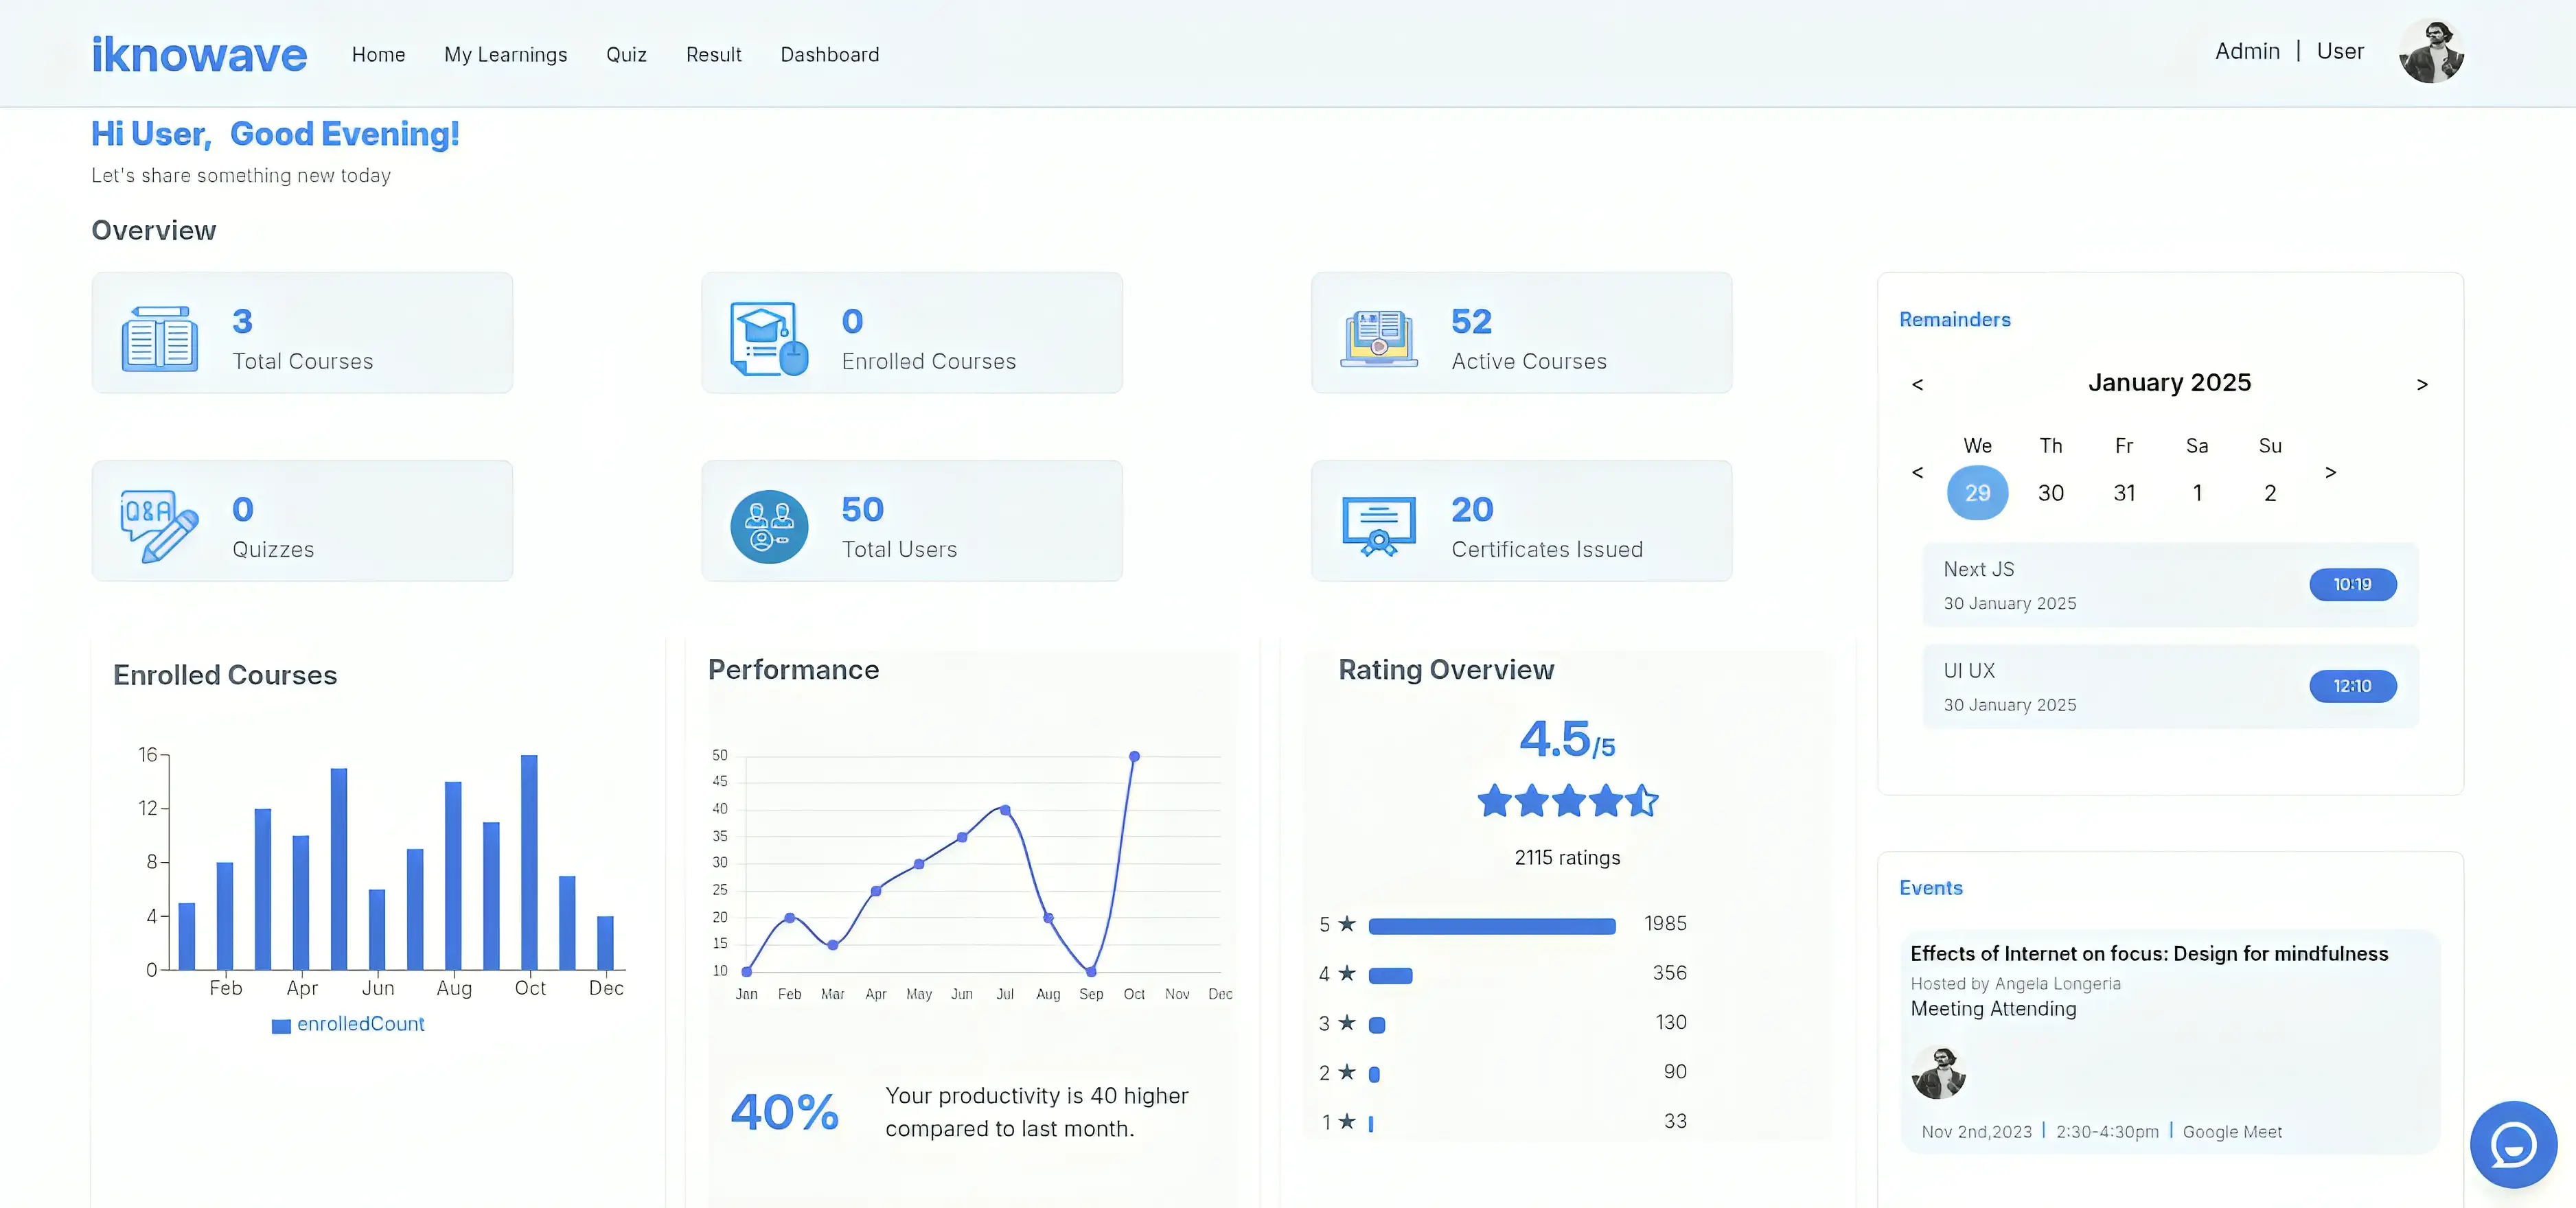 iknowave
Home My Learnings Quiz Result Dashboard
Admin | User
Hi User, Good Evening!
Let's share something new today
Overview
3
Total Courses
0
Enrolled Courses
52
Active Courses
Q&A
0
Quizzes
50
Total Users
20
Certificates Issued
Enrolled Courses
16
12
8
4
0
Feb Apr Jun Aug Oct Dec
enrolledCount
Performance
50
45
40
35
30
25
20
15
10
Jan Feb Mar Apr May Jun Jul Aug Sep Oct Nov Dec
40%
Your productivity is 40 higher
compared to last month.
Rating Overview
4.5/5
2115 ratings
5 ★ 1985
4 ★ 356
3 ★ 130
2 ★ 90
1 ★ 33
Remainders
< January 2025 >
We Th Fr Sa Su
< >
29 30 31 1 2
Next JS
30 January 2025
10:19
UI UX
30 January 2025
12:10
Events
Effects of Internet on focus: Design for mindfulness
Hosted by Angela Longeria
Meeting Attending
Nov 2nd,2023 | 2:30-4:30pm | Google Meet